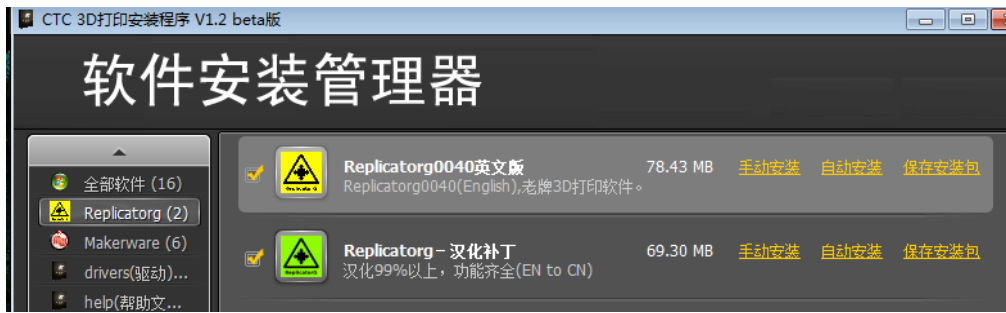 CTC 3D打印安装程序 V1.2 beta版
软件安装管理器
全部软件 (16)
Replicatorg (2)
Makerware (6)
drivers(驱动)...
help(帮助文...
Replicatorg0040英文版 78.43 MB 手动安装 自动安装 保存安装包
Replicatorg0040(English),老牌3D打印软件。
Replicatorg-汉化补丁 69.30 MB 手动安装 自动安装 保存安装包
汉化99%以上，功能齐全(EN to CN)